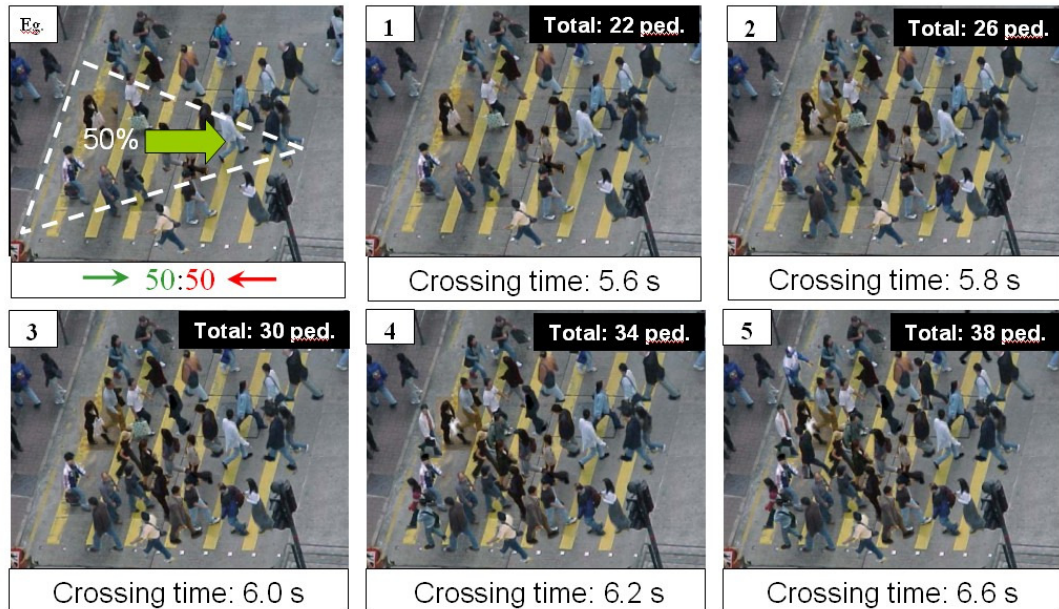 Eg.
50%
→ 50:50 ←
1
Total: 22 ped.
Crossing time: 5.6 s
2
Total: 26 ped.
Crossing time: 5.8 s
3
Total: 30 ped.
Crossing time: 6.0 s
4
Total: 34 ped.
Crossing time: 6.2 s
5
Total: 38 ped.
Crossing time: 6.6 s